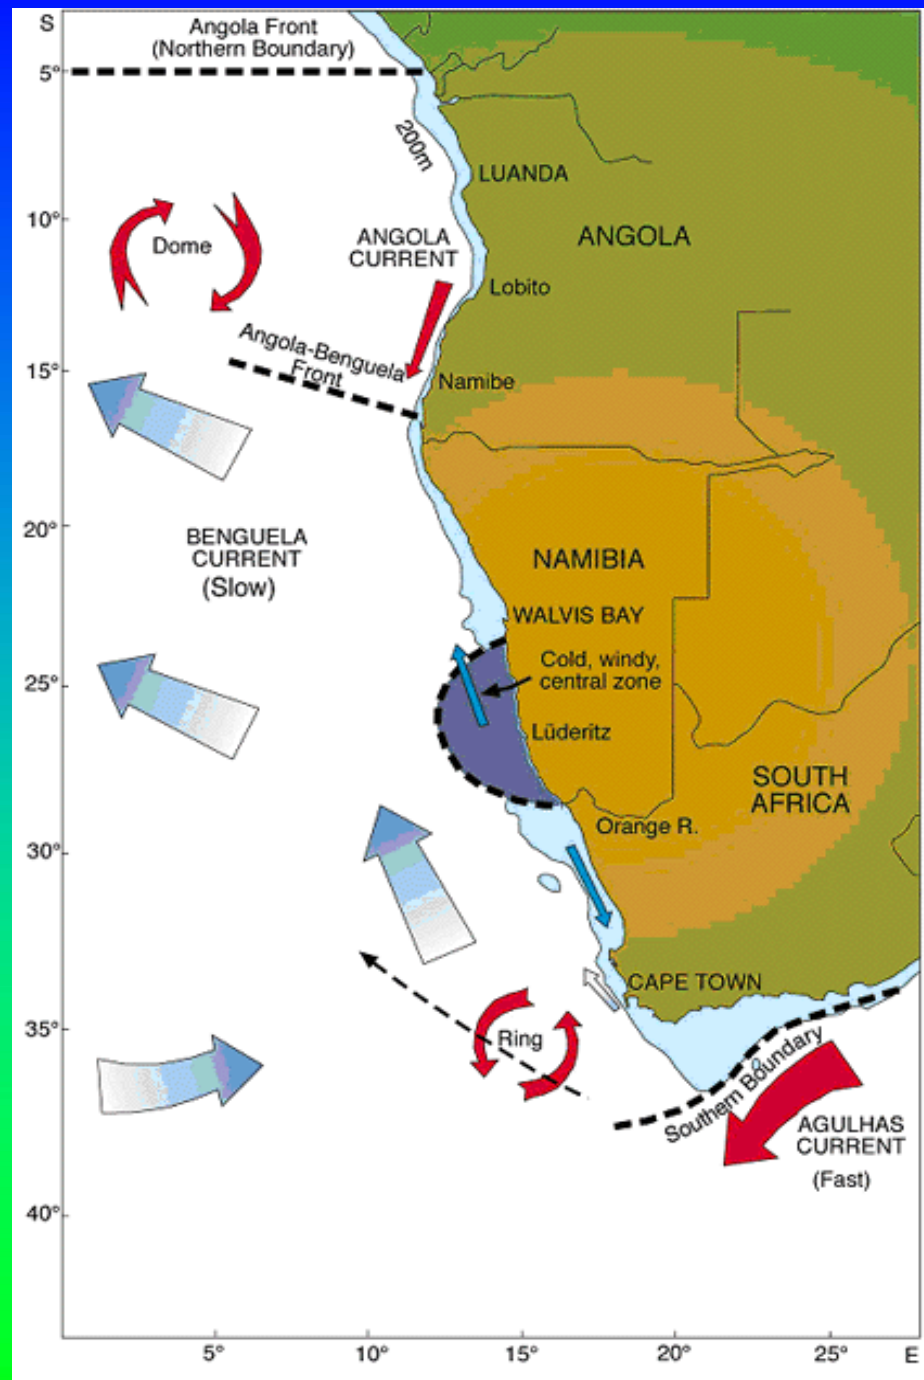 S
Angola Front
(Northern Boundary)
5°
200m
LUANDA
10°
Dome
ANGOLA
CURRENT
ANGOLA
Lobito
Angola-Benguela
Front
15°
Namibe
20°
BENGUELA
CURRENT
(Slow)
NAMIBIA
WALVIS BAY
Cold, windy,
central zone
25°
Lüderitz
SOUTH
AFRICA
Orange R.
30°
CAPE TOWN
35°
Ring
Southern Boundary
AGULHAS
CURRENT
(Fast)
40°
5°
10°
15°
20°
25°
E